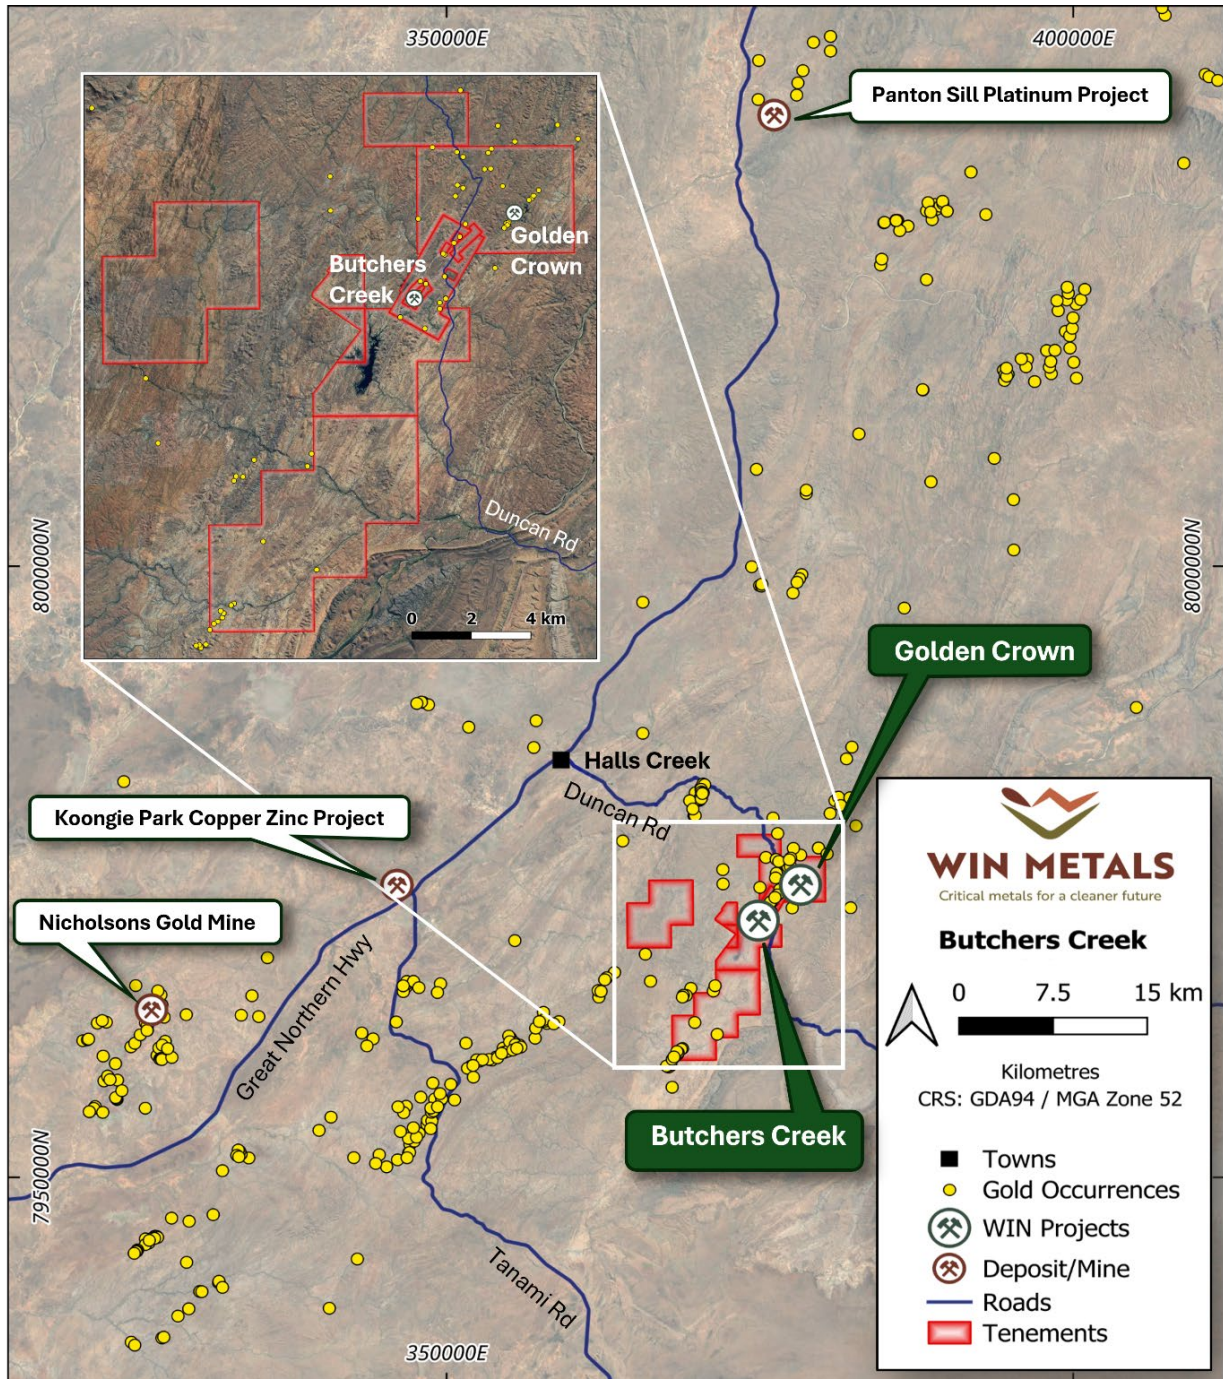 350000E
400000E
Panton Sill Platinum Project
Golden
Crown
Butchers
Creek
Duncan Rd
0 2 4 km
8000000N
8000000N
Golden Crown
Halls Creek
Duncan Rd
Koongie Park Copper Zinc Project
Nicholsons Gold Mine
Great Northern Hwy
Butchers Creek
7950000N
Tanami Rd
350000E
WIN METALS
Critical metals for a cleaner future
Butchers Creek
0 7.5 15 km
Kilometres
CRS: GDA94 / MGA Zone 52
Towns
Gold Occurrences
WIN Projects
Deposit/Mine
Roads
Tenements